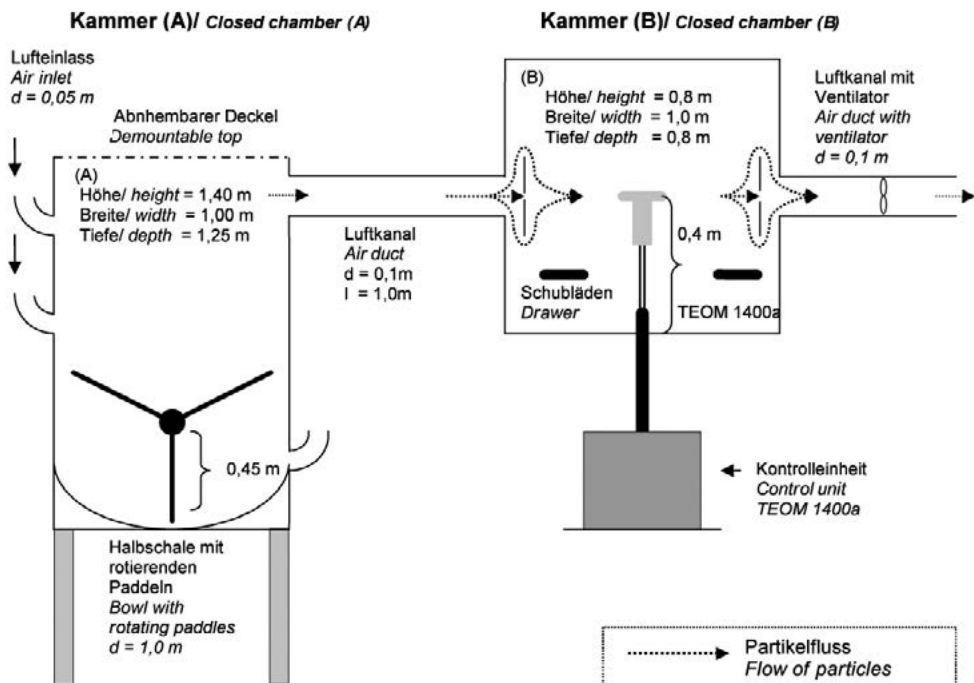 Kammer (A)/ Closed chamber (A)
Kammer (B)/ Closed chamber (B)
Lufteinlass
Air inlet
d = 0,05 m
Abnhembarer Deckel
Demountable top
(A)
Höhe/ height = 1,40 m
Breite/ width = 1,00 m
Tiefe/ depth = 1,25 m
Luftkanal
Air duct
d = 0,1m
l = 1,0m
(B)
Höhe/ height = 0,8 m
Breite/ width = 1,0 m
Tiefe/ depth = 0,8 m
Luftkanal mit
Ventilator
Air duct with
ventilator
d = 0,1 m
0,4 m
Schubläden
Drawer
TEOM 1400a
0,45 m
Kontrolleinheit
Control unit
TEOM 1400a
Halbschale mit
rotierenden
Paddeln
Bowl with
rotating paddles
d = 1,0 m
Partikelfluss
Flow of particles